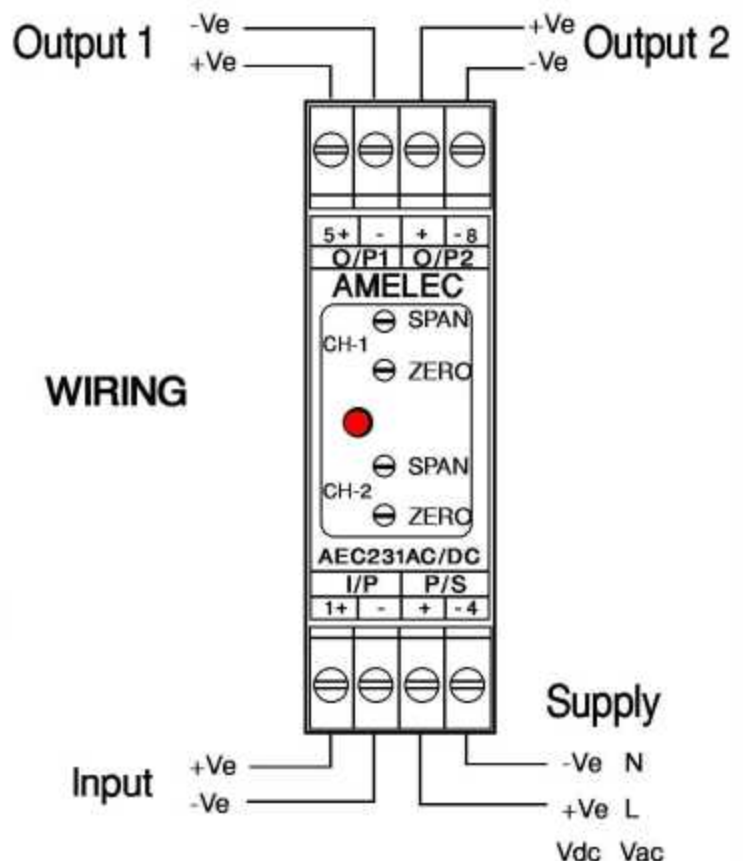 Output 1 -Ve +Ve Output 2
+Ve -Ve
5+ - + -8
O/P1 O/P2
AMELEC
SPAN
CH-1
ZERO
WIRING
SPAN
CH-2
ZERO
AEC231AC/DC
I/P P/S
1+ - + -4
Supply
Input +Ve -Ve N
-Ve +Ve L
Vdc Vac